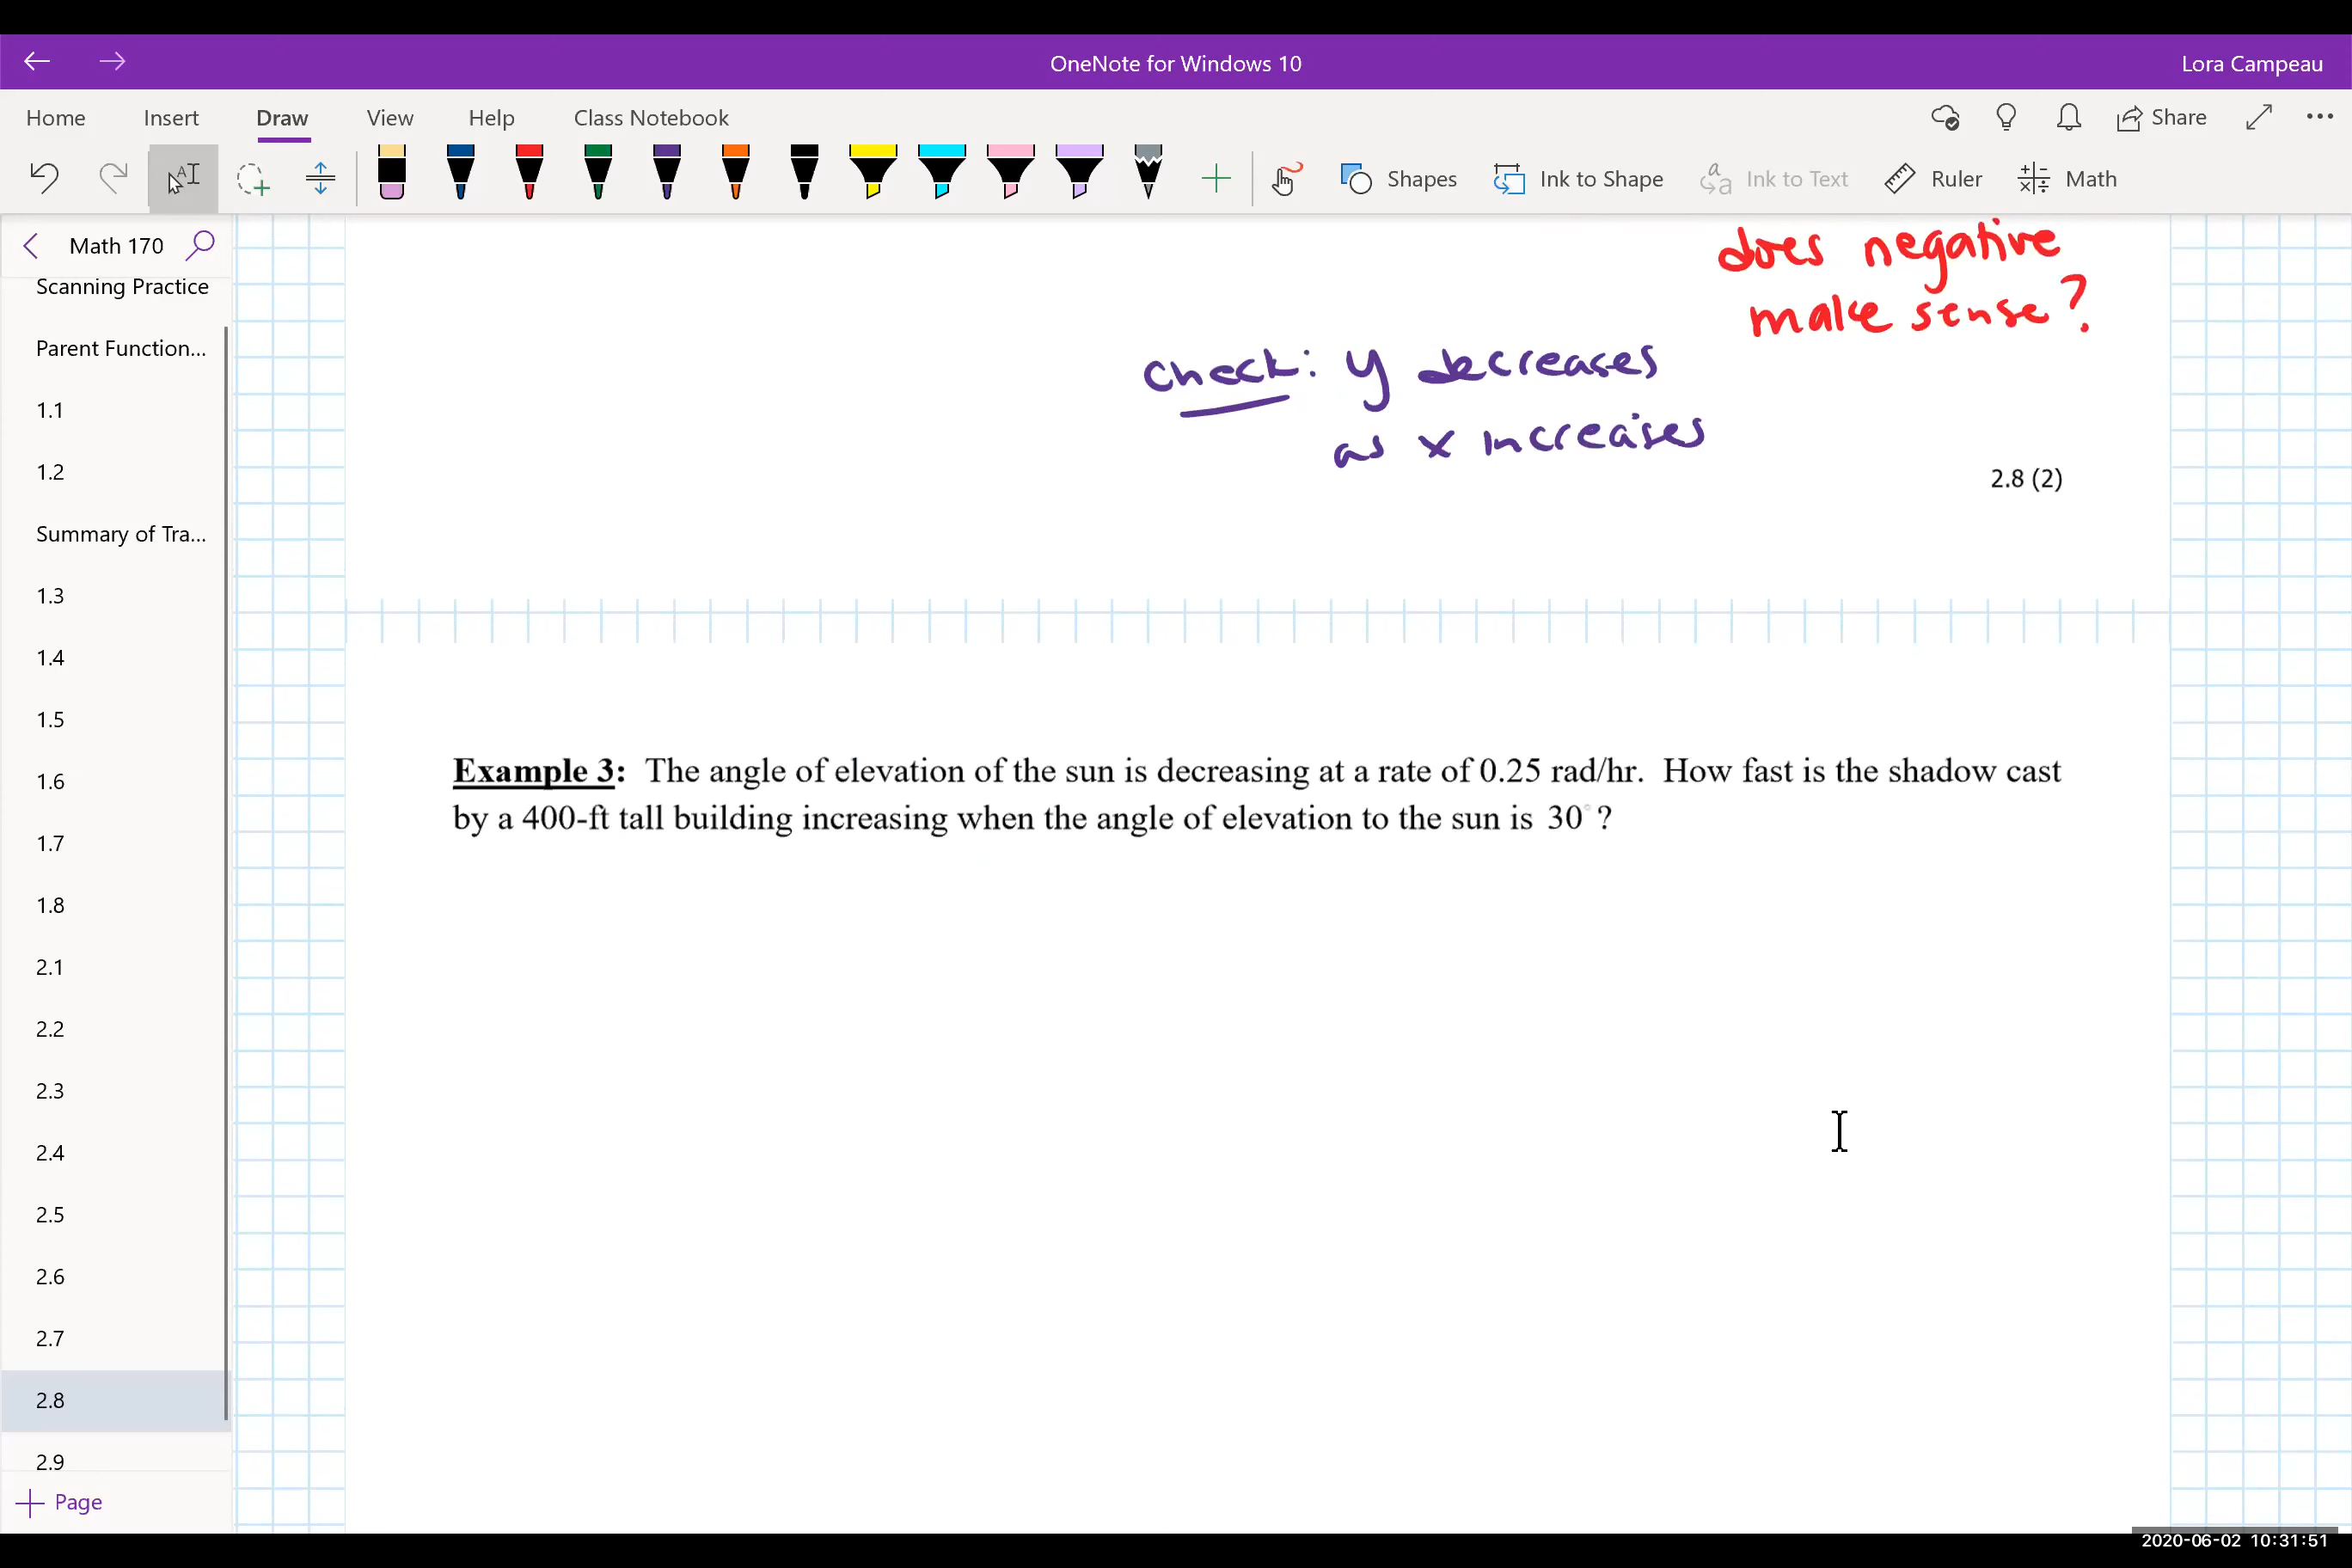 OneNote for Windows 10
Lora Campeau
Home Insert Draw View Help Class Notebook
Share
Shapes Ink to Shape Ink to Text Ruler Math
Math 170
Scanning Practice
Parent Function...
1.1
1.2
Summary of Tra...
1.3
1.4
1.5
1.6
1.7
1.8
2.1
2.2
2.3
2.4
2.5
2.6
2.7
2.8
2.9
Page
does negative
make sense?
check: y decreases
as x increases
2.8 (2)
Example 3: The angle of elevation of the sun is decreasing at a rate of 0.25 rad/hr. How fast is the shadow cast
by a 400-ft tall building increasing when the angle of elevation to the sun is 30° ?
2020-06-02 10:31:51